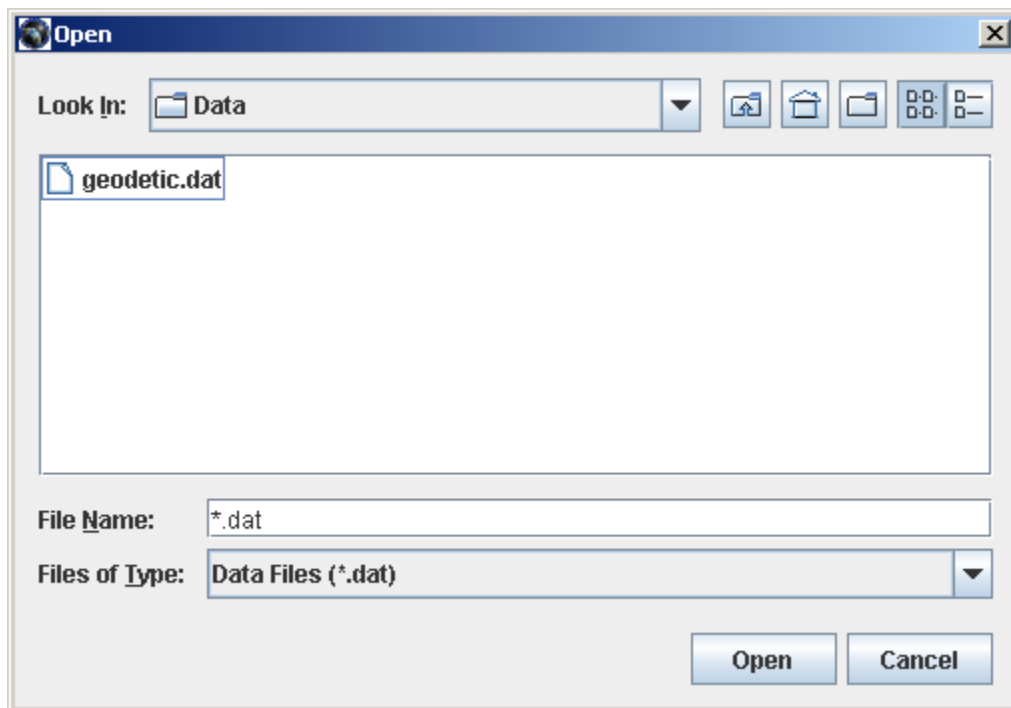 Open
Look In: Data
geodetic.dat
File Name: *.dat
Files of Type: Data Files (*.dat)
Open Cancel